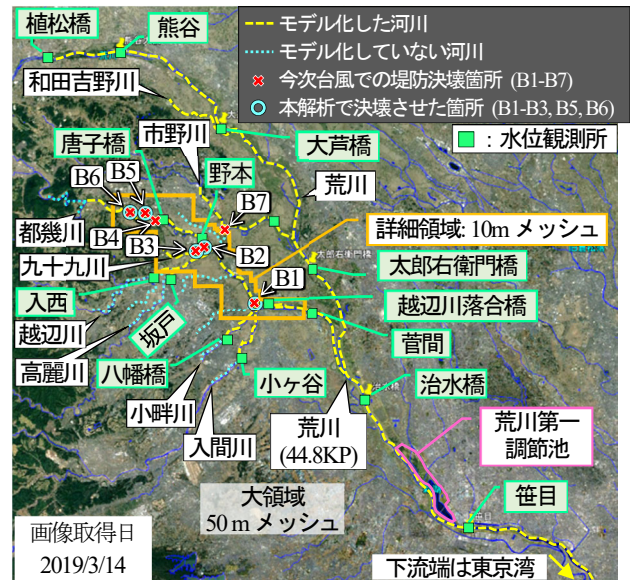 植松橋
熊谷
モデル化した河川
モデル化していない河川
今次台風での堤防決壊箇所 (B1-B7)
本解析で決壊させた箇所 (B1-B3, B5, B6)
:水位観測所
和田吉野川
市野川
唐子橋
大芦橋
野本
荒川
B6
B5
B7
都幾川
B4
B3
B2
詳細領域: 10m メッシュ
九十九川
太郎右衛門橋
太郎右衛門橋
B1
入西
越辺川落合橋
越辺川
坂戸
菅間
高麗川
八幡橋
小ヶ谷
治水橋
治水橋
小畔川
入間川
荒川
(44.8KP)
荒川第一
調節池
大領域
50 m メッシュ
笹目
画像取得日
2019/3/14
下流端は東京湾